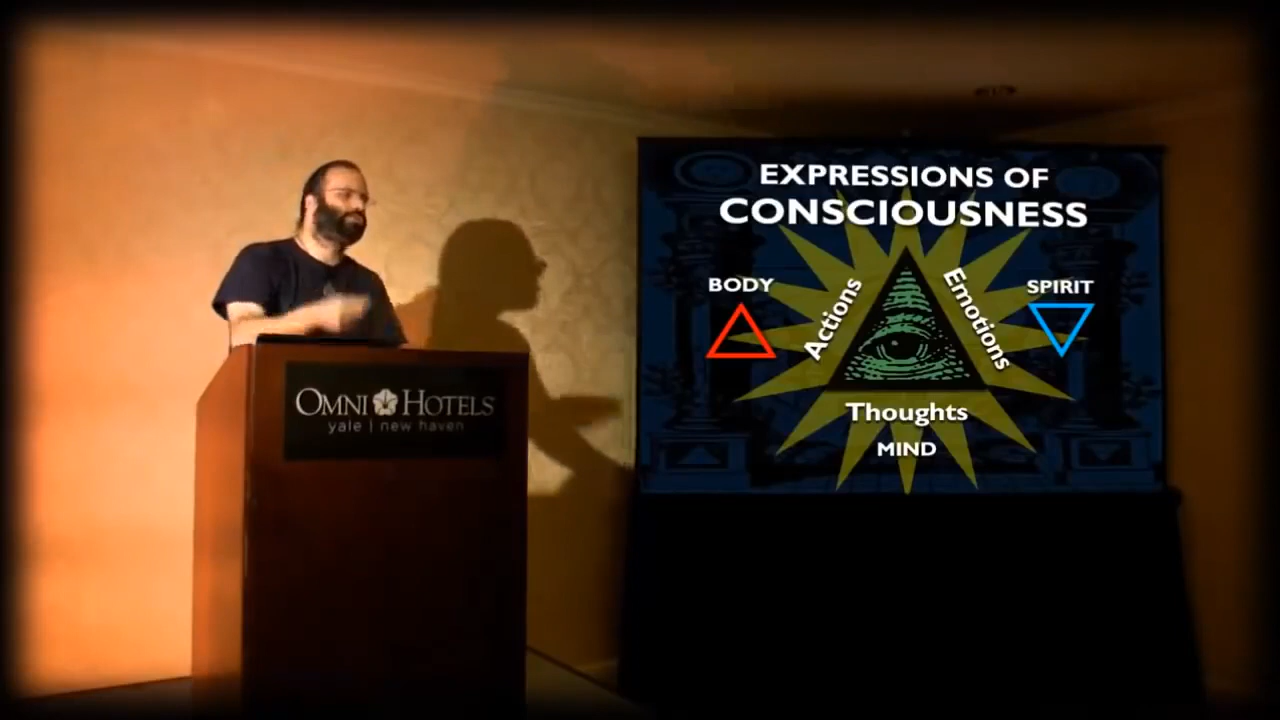 OMNI HOTELS
yale | new haven
EXPRESSIONS OF
CONSCIOUSNESS
BODY
Actions
Emotions
SPIRIT
Thoughts
MIND